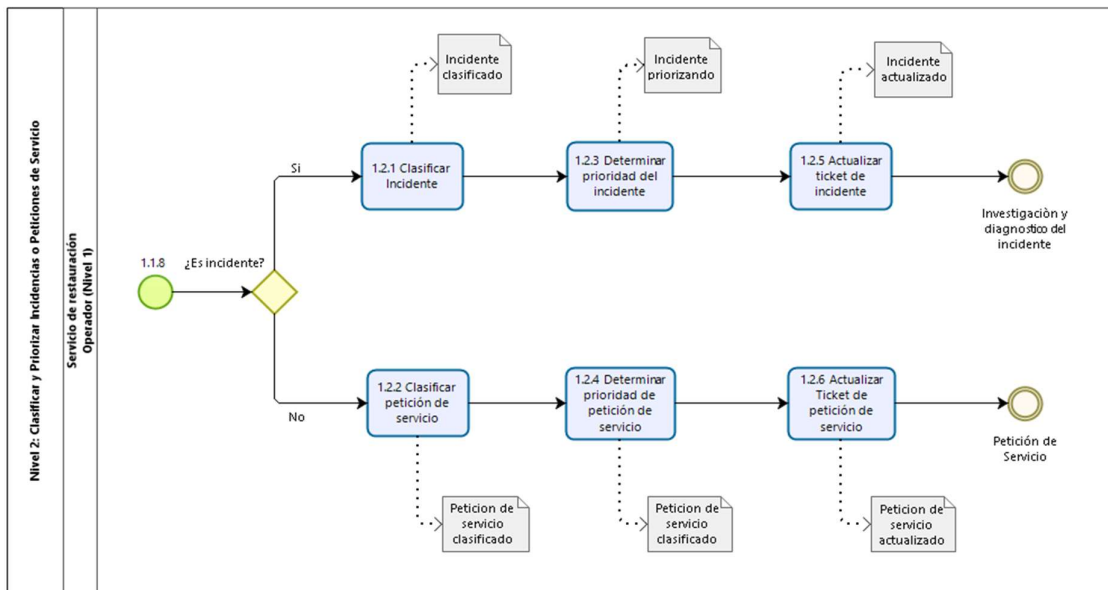 Nivel 2: Clasificar y Priorizar Incidencias o Peticiones de Servicio
Servicio de restauración
Operador (Nivel 1)
Incidente
clasificado
Incidente
priorizando
Incidente
actualizado
Si
1.2.1 Clasificar
Incidente
1.2.3 Determinar
prioridad del
incidente
1.2.5 Actualizar
ticket de
incidente
Investigaciòn y
diagnostico del
incidente
1.1.8
¿Es incidente?
No
1.2.2 Clasificar
petición de
servicio
1.2.4 Determinar
prioridad de
petición de
servicio
1.2.6 Actualizar
Ticket de
petición de
servicio
Petición de
Servicio
Peticion de
servicio
clasificado
Peticion de
servicio
clasificado
Peticion de
servicio
actualizado